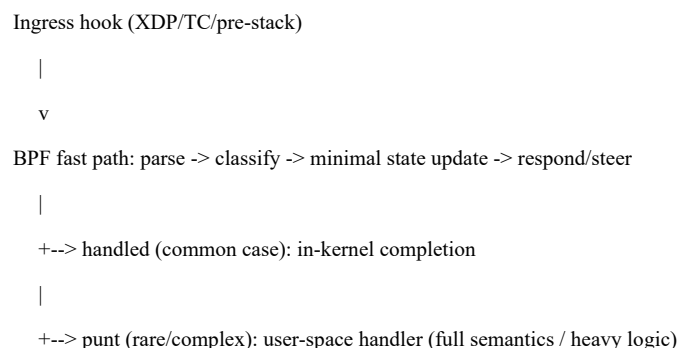 Ingress hook (XDP/TC/pre-stack)
|
v
BPF fast path: parse -> classify -> minimal state update -> respond/steer
|
+--> handled (common case): in-kernel completion
|
+--> punt (rare/complex): user-space handler (full semantics / heavy logic)